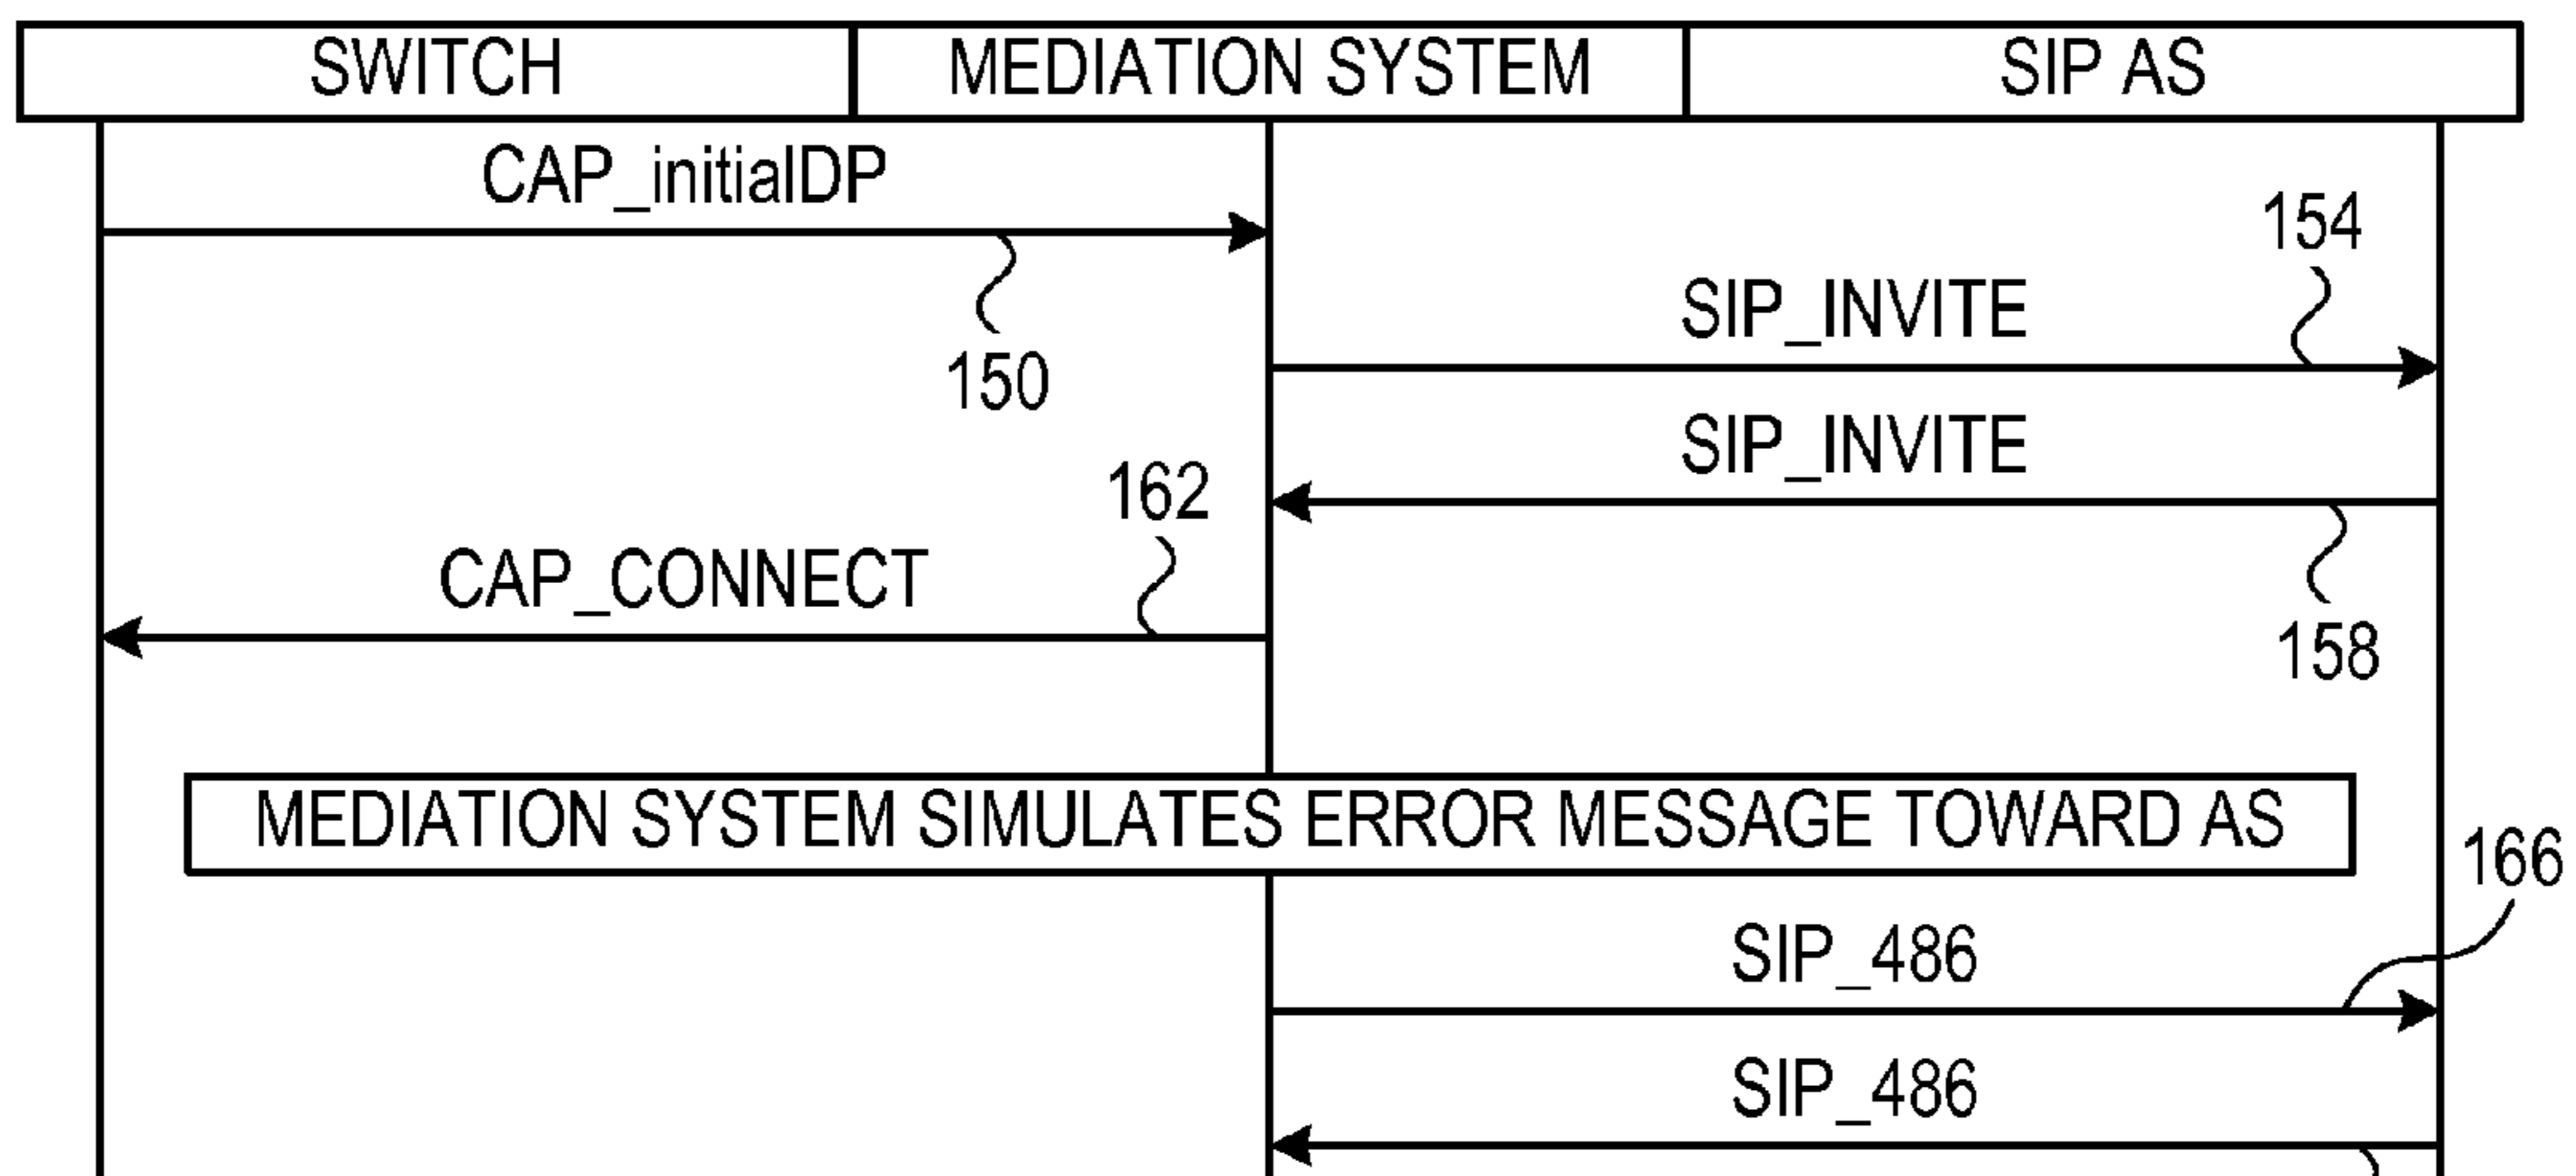 SWITCH MEDIATION SYSTEM SIP AS
CAP_initialDP
154
SIP_INVITE
150
SIP_INVITE
162
CAP_CONNECT
158
MEDIATION SYSTEM SIMULATES ERROR MESSAGE TOWARD AS
166
SIP_486
SIP_486